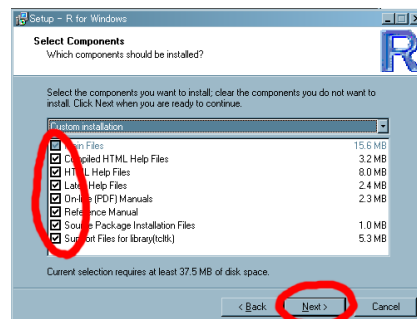 Setup - R for Windows
Select Components
Which components should be installed?
R
Select the components you want to install; clear the components you do not want to
install. Click Next when you are ready to continue.
Custom installation
Main Files 15.6 MB
Compiled HTML Help Files 3.2 MB
HTML Help Files 8.0 MB
Latex Help Files 2.4 MB
On-line (PDF) Manuals 2.3 MB
Reference Manual
Source Package Installation Files 1.0 MB
Support Files for library(tcltk) 5.3 MB
Current selection requires at least 37.5 MB of disk space.
< Back Next > Cancel